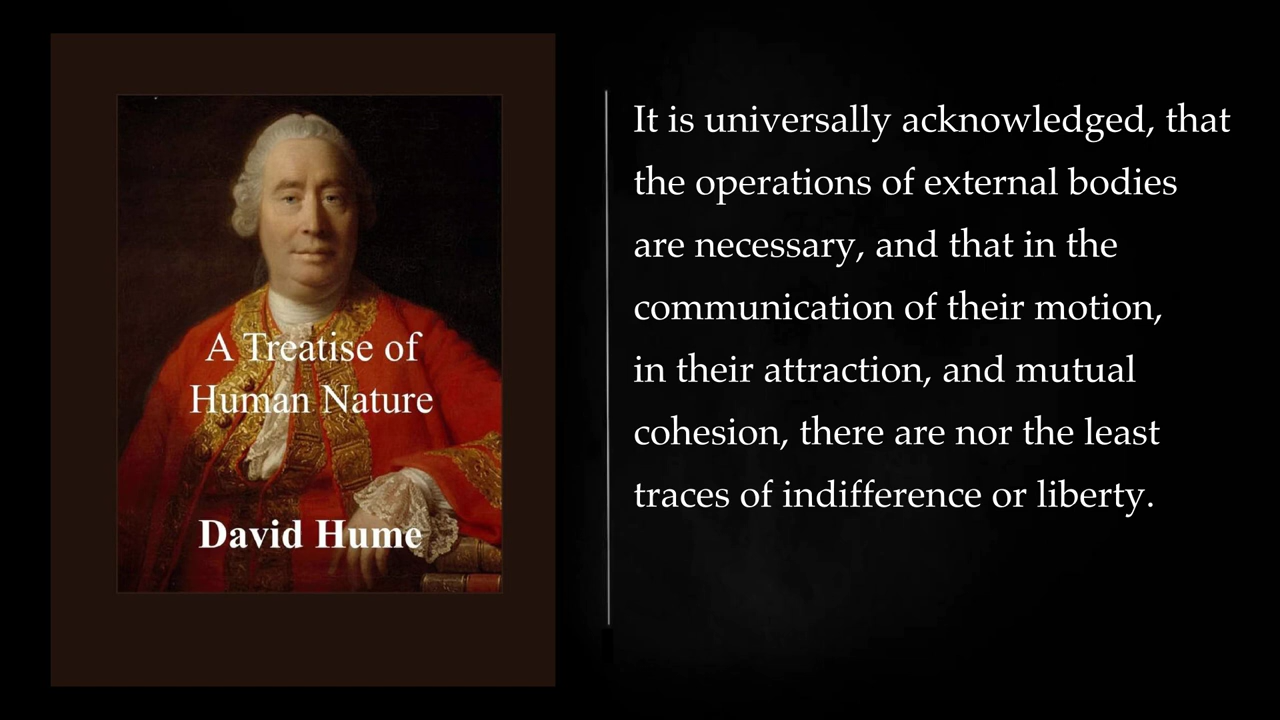 A Treatise of
Human Nature
David Hume
It is universally acknowledged, that
the operations of external bodies
are necessary, and that in the
communication of their motion,
in their attraction, and mutual
cohesion, there are nor the least
traces of indifference or liberty.